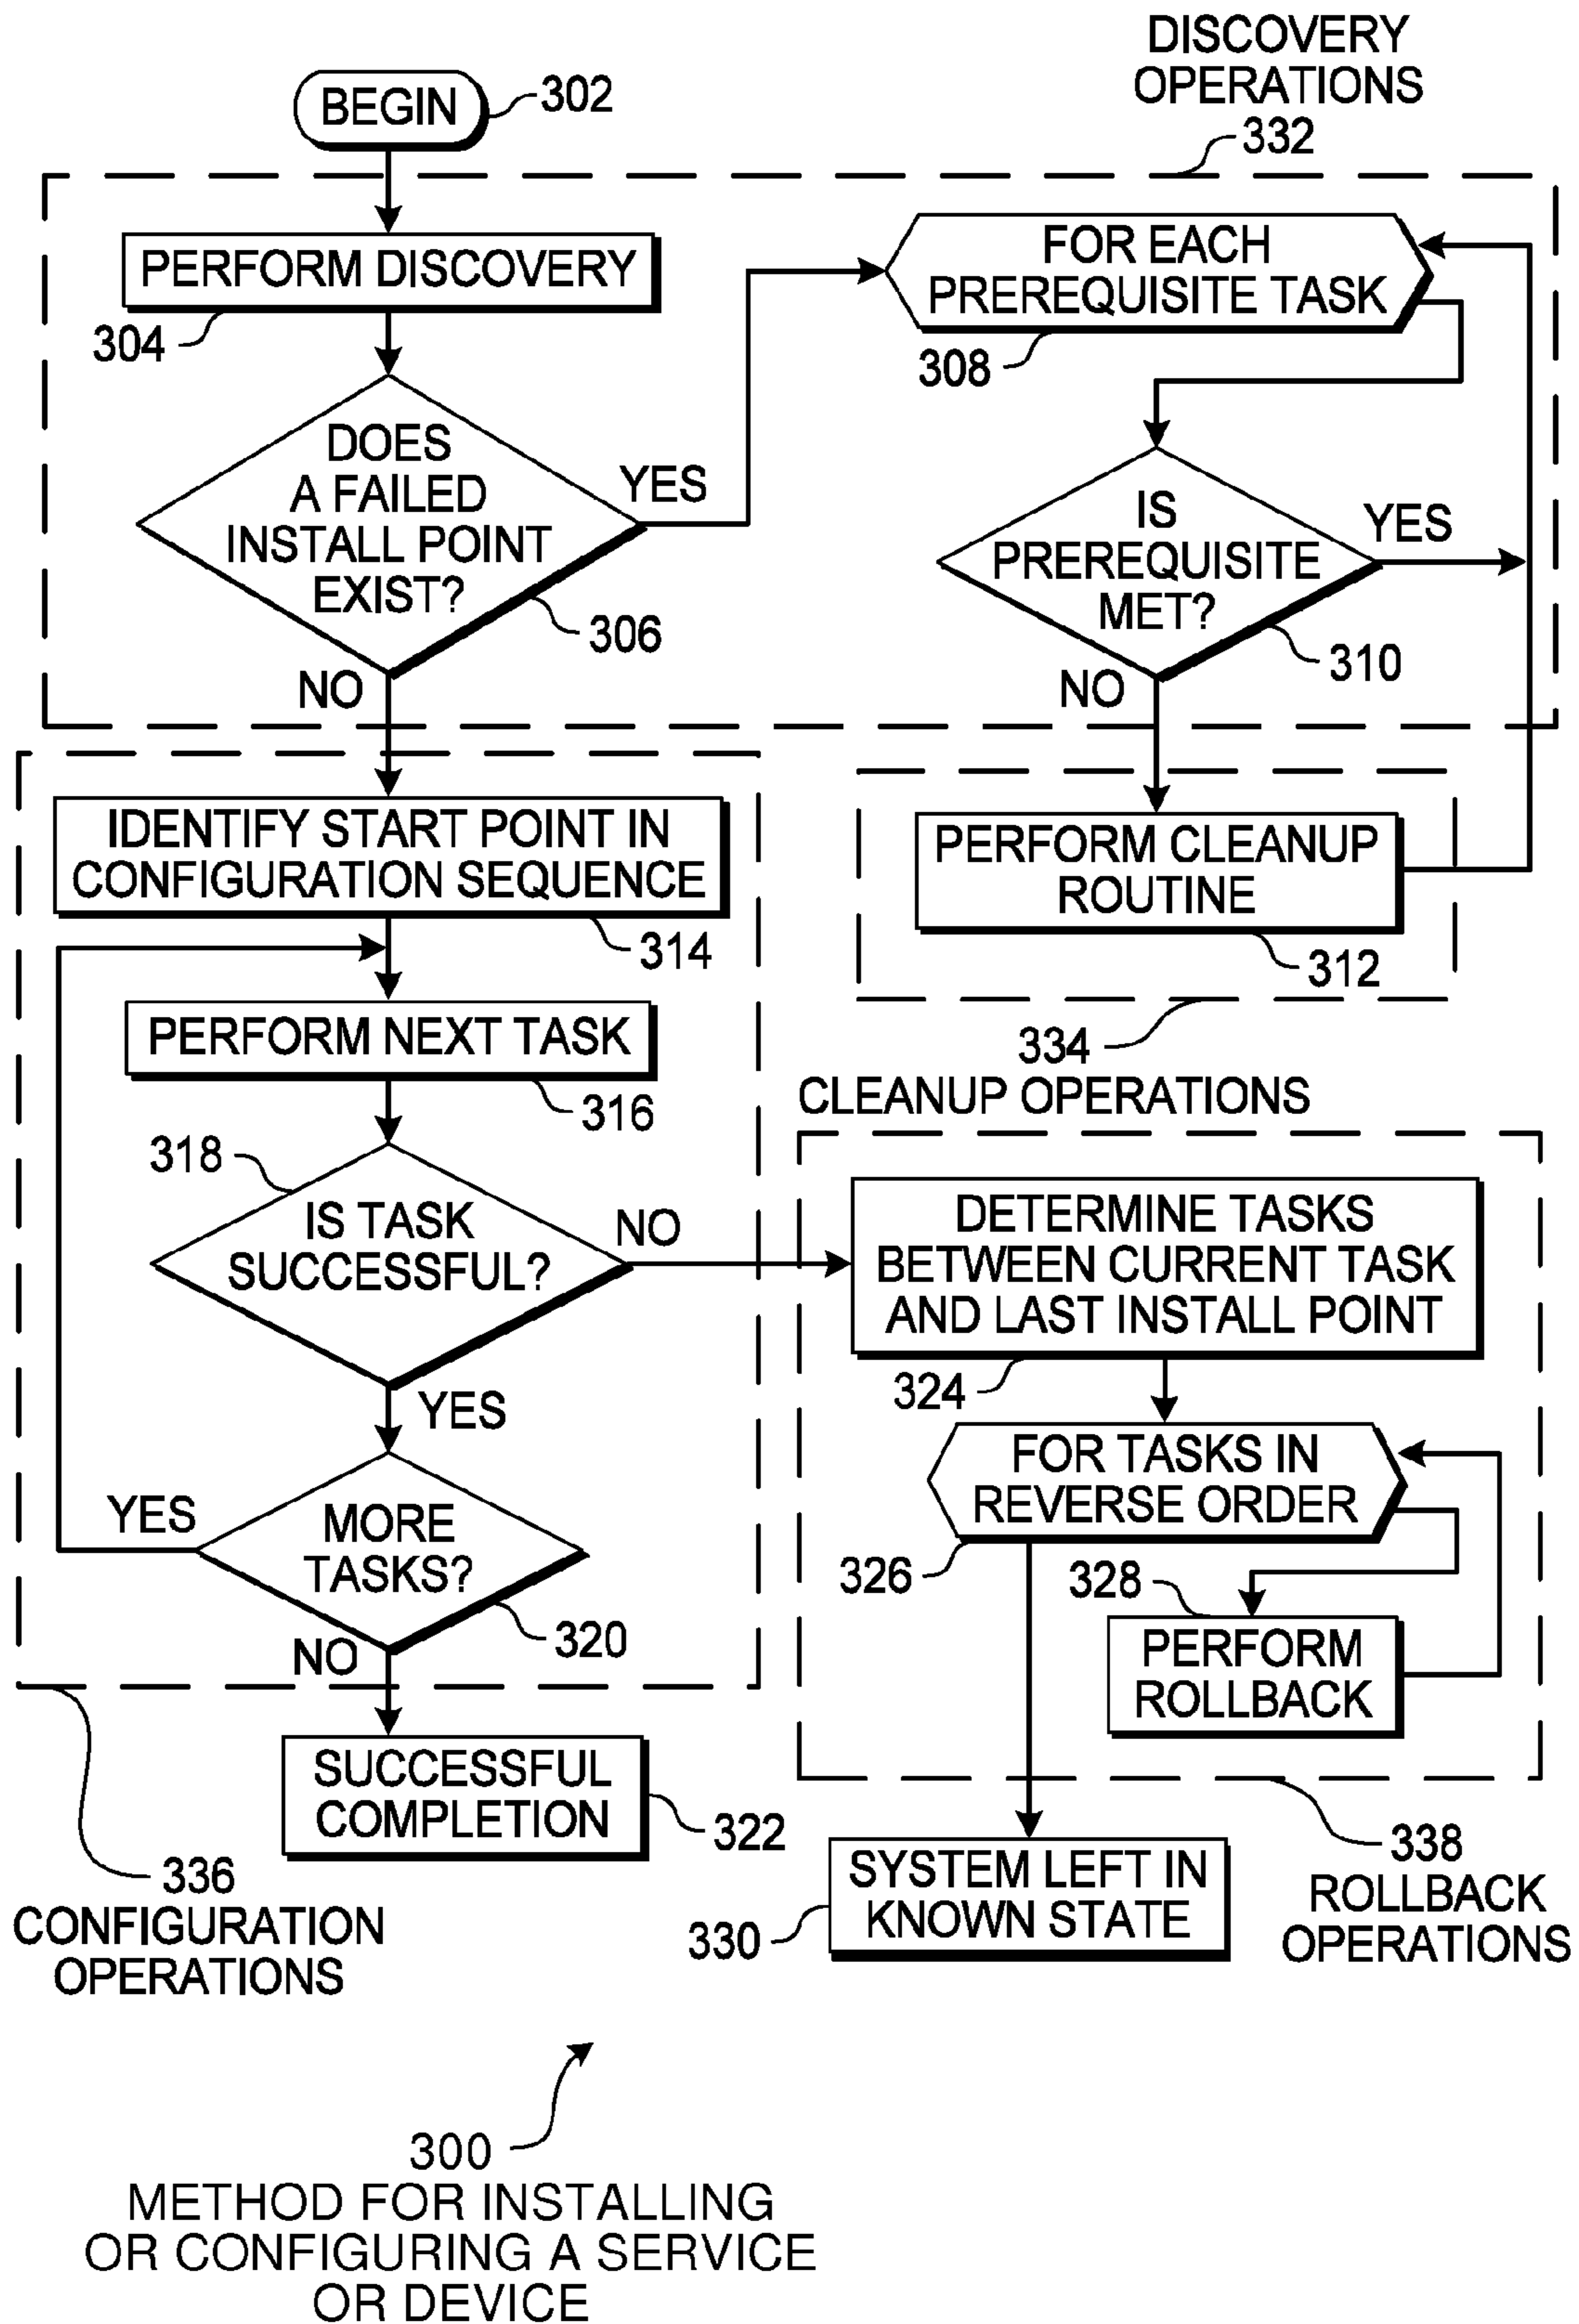 DISCOVERY
OPERATIONS
332
BEGIN
302
PERFORM DISCOVERY
304
FOR EACH
PREREQUISITE TASK
308
DOES
A FAILED
INSTALL POINT
EXIST?
YES
306
NO
IS
PREREQUISITE
MET?
YES
310
NO
IDENTIFY START POINT IN
CONFIGURATION SEQUENCE
314
PERFORM CLEANUP
ROUTINE
312
334
CLEANUP OPERATIONS
PERFORM NEXT TASK
316
318
IS TASK
SUCCESSFUL?
NO
YES
DETERMINE TASKS
BETWEEN CURRENT TASK
AND LAST INSTALL POINT
324
FOR TASKS IN
REVERSE ORDER
326
328
PERFORM
ROLLBACK
YES
MORE
TASKS?
320
NO
SUCCESSFUL
COMPLETION
322
SYSTEM LEFT IN
KNOWN STATE
330
338
ROLLBACK
OPERATIONS
336
CONFIGURATION
OPERATIONS
300
METHOD FOR INSTALLING
OR CONFIGURING A SERVICE
OR DEVICE